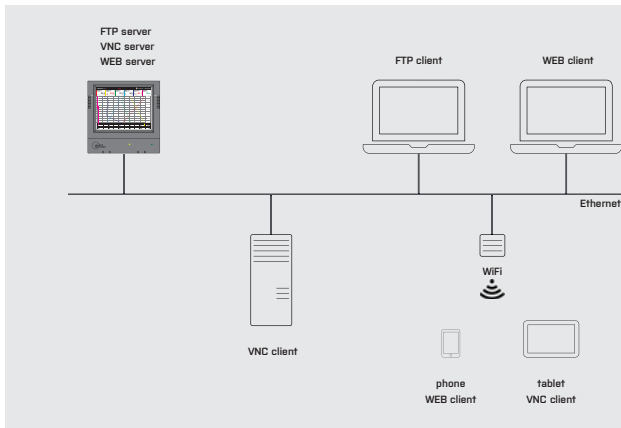 FTP server
VNC server
WEB server
FTP client
WEB client
Ethernet
WiFi
VNC client
phone
WEB client
tablet
VNC client